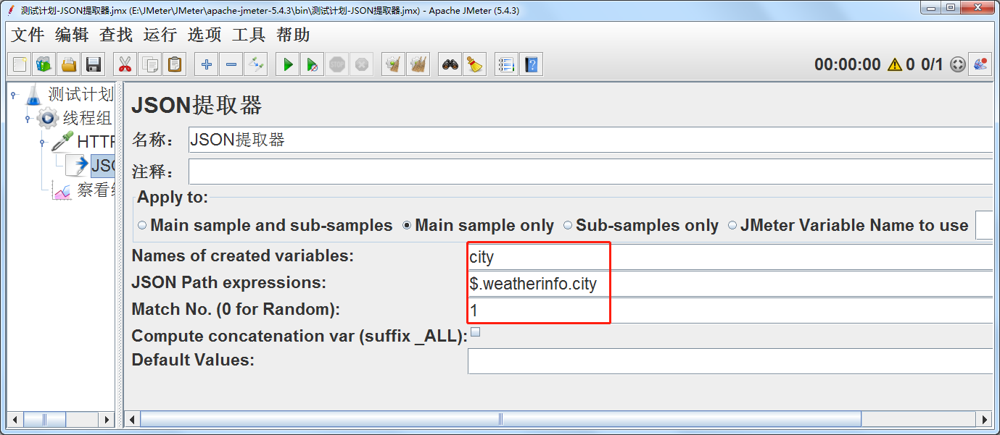 测试计划-JSON提取器.jmx (E:\JMeter\JMeter\apache-jmeter-5.4.3\bin\测试计划-JSON提取器.jmx) - Apache JMeter (5.4.3)
文件 编辑 查找 运行 选项 工具 帮助
00:00:00 0 0/1
测试计划
线程组
HTTP
JSO
察看结
JSON提取器
名称： JSON提取器
注释：
Apply to:
Main sample and sub-samples Main sample only Sub-samples only JMeter Variable Name to use
Names of created variables: city
JSON Path expressions: $.weatherinfo.city
Match No. (0 for Random): 1
Compute concatenation var (suffix _ALL):
Default Values: